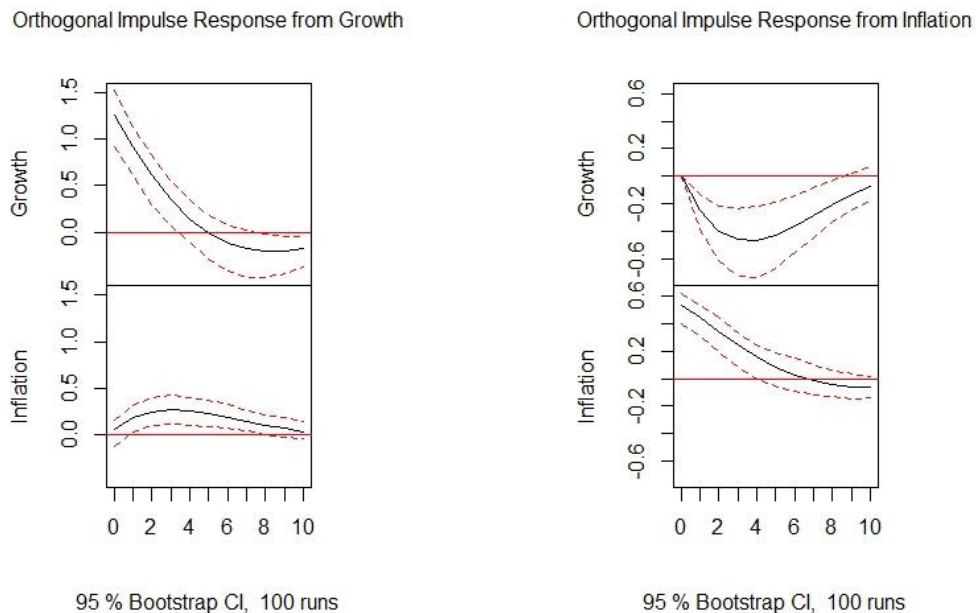 Orthogonal Impulse Response from Growth
Growth
1.5
1.0
0.5
0.0
Inflation
1.5
1.0
0.5
0.0
0 2 4 6 8 10
95 % Bootstrap CI, 100 runs
Orthogonal Impulse Response from Inflation
Growth
0.6
0.2
-0.2
-0.6
Inflation
0.6
0.2
-0.2
-0.6
0 2 4 6 8 10
95 % Bootstrap CI, 100 runs